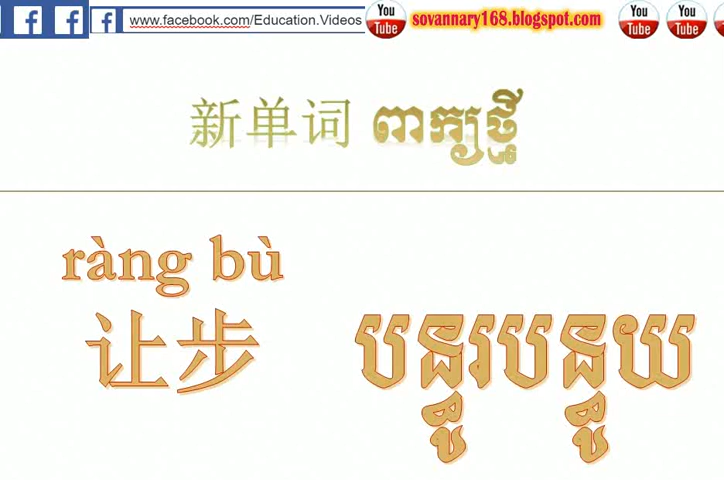 www.facebook.com/Education.Videos
You Tube
sovannary168.blogspot.com
You Tube
You Tube
新单词 ពាក្យថ្មី
ràng bù
让步 បន្ធូរបន្ធយ